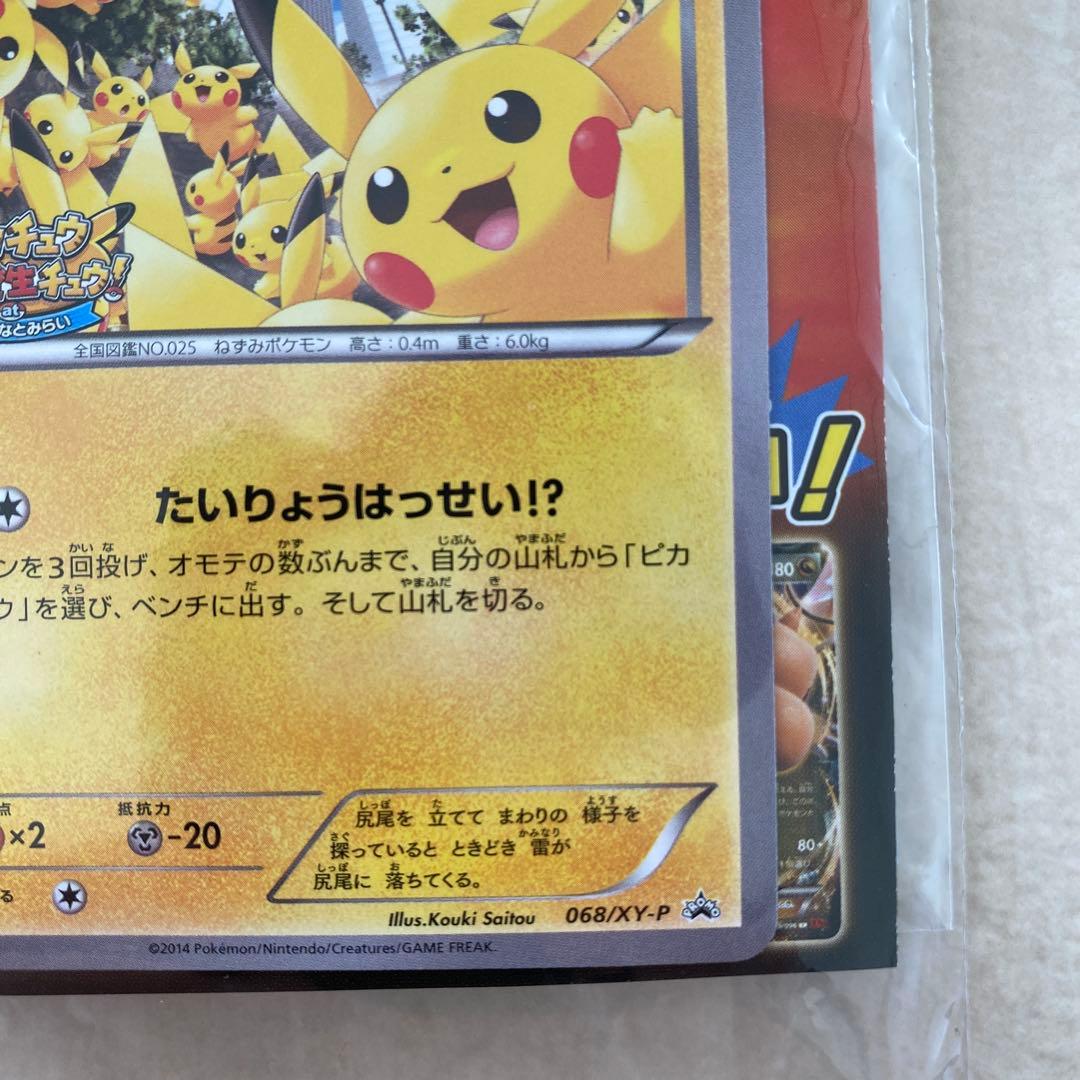 チュウ
生チュウ!
at
なとみらい
全国図鑑NO.025 ねずみポケモン 高さ:0.4m 重さ:6.0kg
たいりょうはっせい!?
ンを3回投げ、オモテの数ぶんまで、自分の山札から「ピカ
ウ」を選び、ベンチに出す。そして山札を切る。
点
×2
抵抗力
-20
る
尻尾を 立てて まわりの 様子を
探っていると ときどき 雷が
尻尾に 落ちてくる。
Illus.Kouki Saitou
068/XY-P
PROMO
©2014 Pokémon/Nintendo/Creatures/GAME FREAK.
!
80
80+